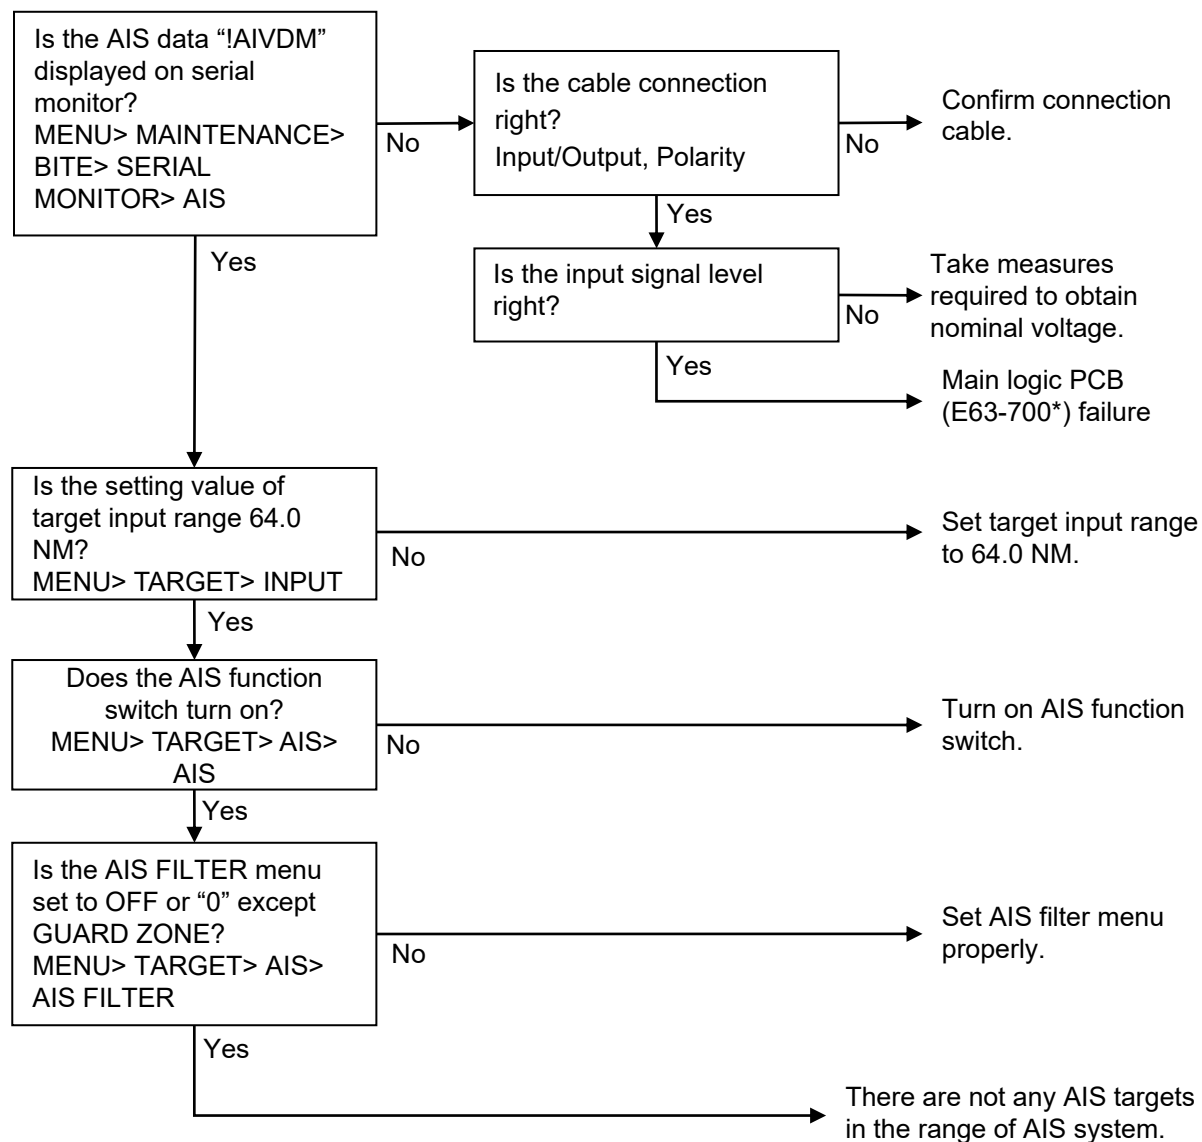 Is the AIS data “!AIVDM”
displayed on serial
monitor?
MENU> MAINTENANCE>
BITE> SERIAL
MONITOR> AIS
No
Is the cable connection
right?
Input/Output, Polarity
No
Confirm connection
cable.
Yes
Yes
Is the input signal level
right?
No
Take measures
required to obtain
nominal voltage.
Yes
Main logic PCB
(E63-700*) failure
Is the setting value of
target input range 64.0
NM?
MENU> TARGET> INPUT
No
Set target input range
to 64.0 NM.
Yes
Does the AIS function
switch turn on?
MENU> TARGET> AIS>
AIS
No
Turn on AIS function
switch.
Yes
Is the AIS FILTER menu
set to OFF or “0” except
GUARD ZONE?
MENU> TARGET> AIS>
AIS FILTER
No
Set AIS filter menu
properly.
Yes
There are not any AIS targets
in the range of AIS system.